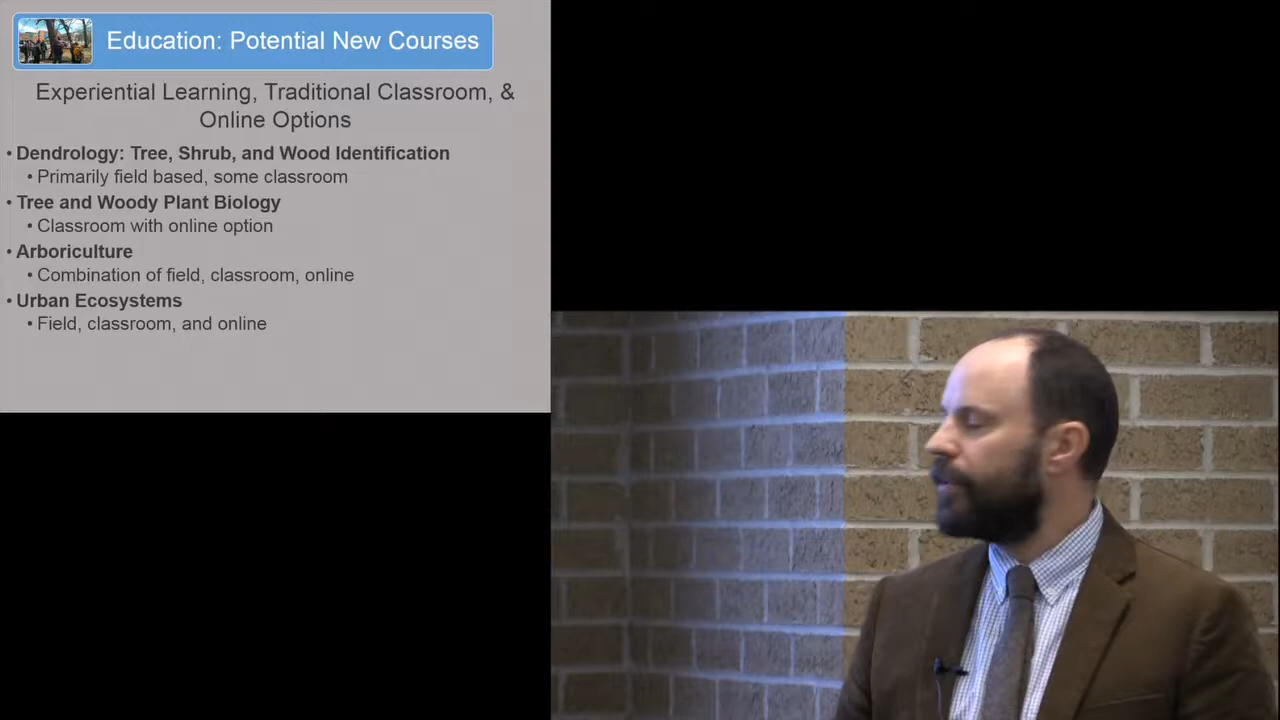 Education: Potential New Courses
Experiential Learning, Traditional Classroom, &
Online Options
• Dendrology: Tree, Shrub, and Wood Identification
• Primarily field based, some classroom
• Tree and Woody Plant Biology
• Classroom with online option
• Arboriculture
• Combination of field, classroom, online
• Urban Ecosystems
• Field, classroom, and online